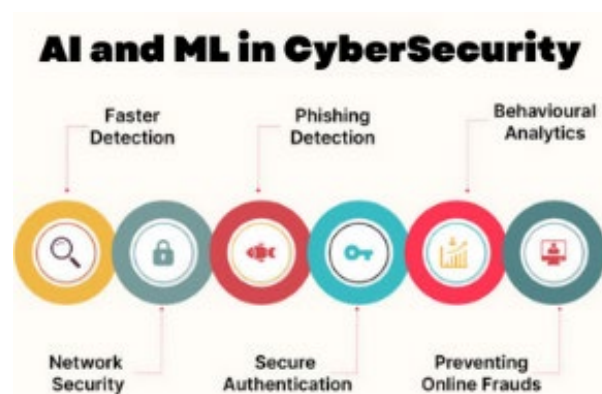 AI and ML in CyberSecurity
Faster
Detection
Phishing
Detection
Behavioural
Analytics
Network
Security
Secure
Authentication
Preventing
Online Frauds